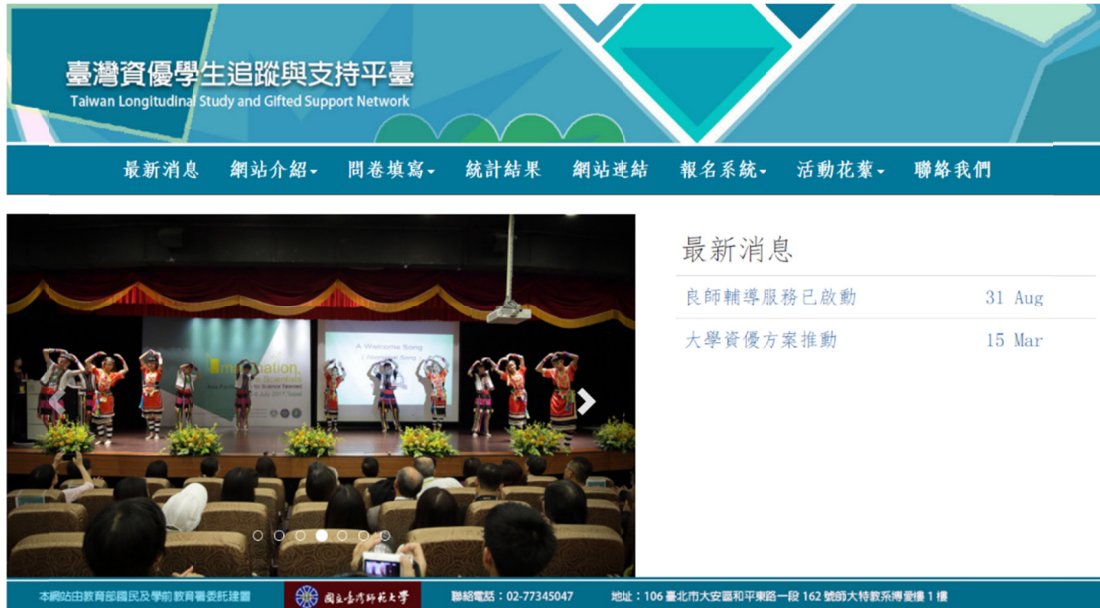 臺灣資優學生追蹤與支持平臺
Taiwan Longitudinal Study and Gifted Support Network
最新消息 網站介紹 問卷填寫 統計結果 網站連結 報名系統 活動花絮 聯絡我們
最新消息
良師輔導服務已啟動 31 Aug
大學資優方案推動 15 Mar
A Welcome Song
本網站由教育部國民及學前教育署委託建置 國立臺灣師範大學 聯絡電話：02-77345047 地址：106 臺北市大安區和平東路一段 162 號師大特教系博愛樓 1 樓